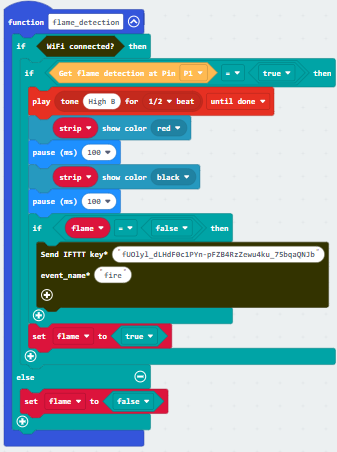 function flame_detection
if WiFi connected? then
if Get flame detection at Pin P1 = true then
play tone High B for 1/2 beat until done
strip show color red
pause (ms) 100
strip show color black
pause (ms) 100
if flame = false then
Send IFTTT key* "fUOlyl_dLHdF0c1PYn-pFZB4RzZewu4ku_75bqaQNJb"
event_name* "fire"
set flame to true
else
set flame to false